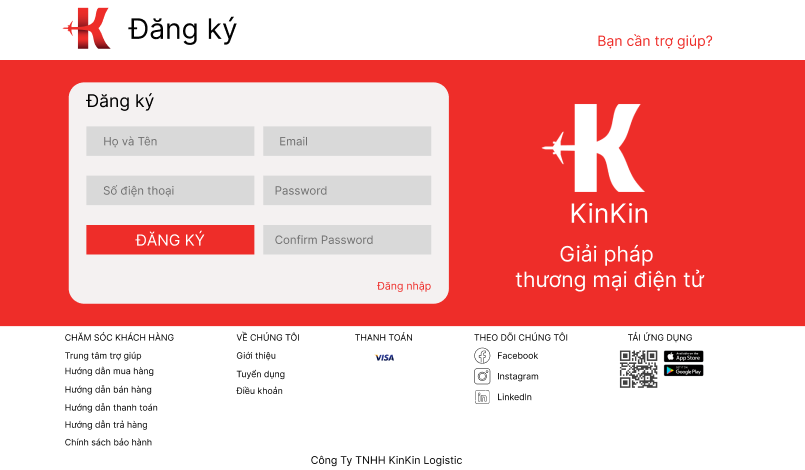 Đăng ký
Bạn cần trợ giúp?
Đăng ký
Họ và Tên
Email
Số điện thoại
Password
ĐĂNG KÝ
Confirm Password
Đăng nhập
KinKin
Giải pháp
thương mại điện tử
CHĂM SÓC KHÁCH HÀNG
Trung tâm trợ giúp
Hướng dẫn mua hàng
Hướng dẫn bán hàng
Hướng dẫn thanh toán
Hướng dẫn trả hàng
Chính sách bảo hành
VỀ CHÚNG TÔI
Giới thiệu
Tuyển dụng
Điều khoản
THANH TOÁN
VISA
THEO DÕI CHÚNG TÔI
Facebook
Instagram
LinkedIn
TẢI ỨNG DỤNG
App Store
Google Play
Công Ty TNHH KinKin Logistic